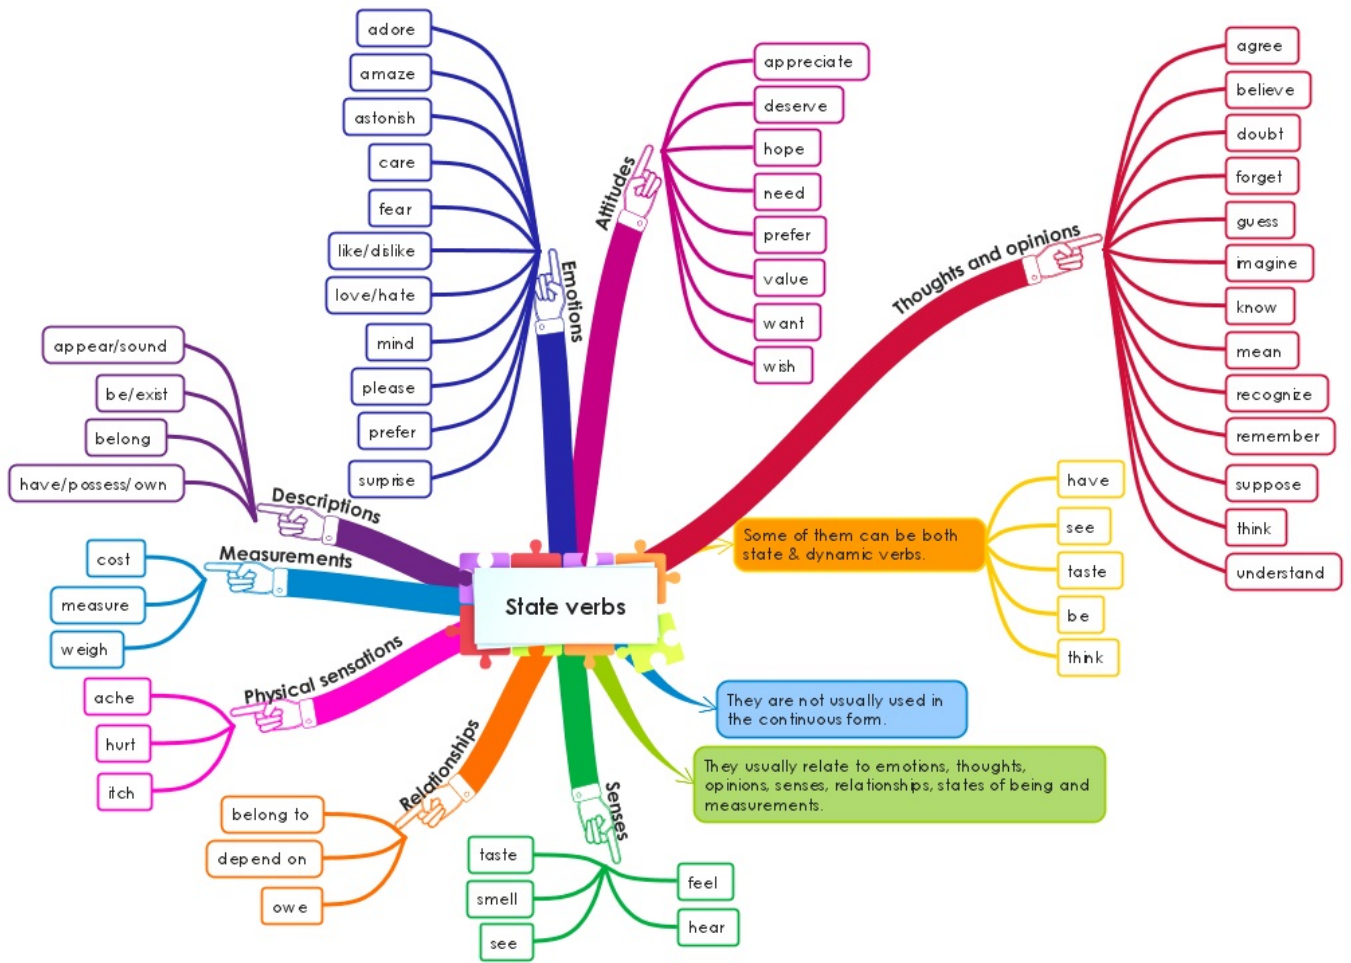 State verbs
Emotions
adore
amaze
astonish
care
fear
like/dislike
love/hate
mind
please
prefer
surprise
Attitudes
appreciate
deserve
hope
need
prefer
value
want
wish
Thoughts and opinions
agree
believe
doubt
forget
guess
imagine
know
mean
recognize
remember
suppose
think
understand
Some of them can be both
state & dynamic verbs.
have
see
taste
be
think
They are not usually used in
the continuous form.
They usually relate to emotions, thoughts,
opinions, senses, relationships, states of being and
measurements.
Senses
taste
smell
see
feel
hear
Relationships
belong to
depend on
owe
Physical sensations
ache
hurt
itch
Measurements
cost
measure
weigh
Descriptions
appear/sound
be/exist
belong
have/possess/own